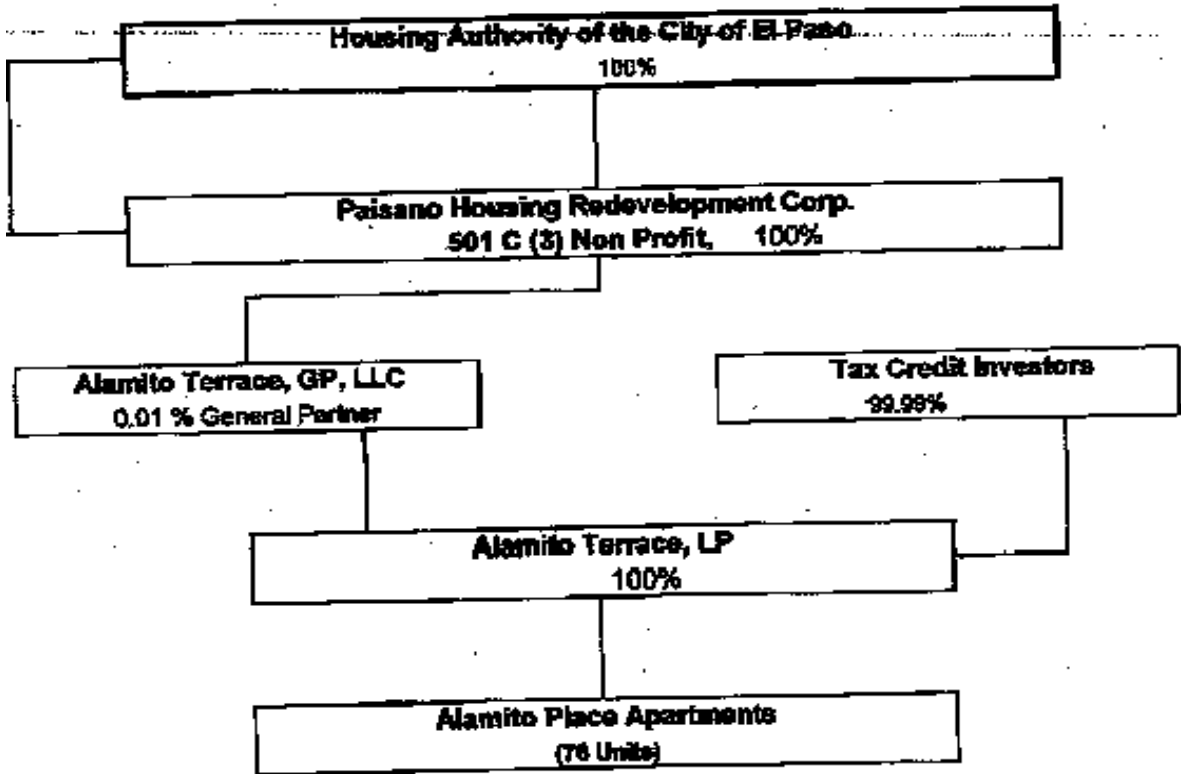 Housing Authority of the City of El Paso
100%
Paisano Housing Redevelopment Corp.
501 C (3) Non Profit, 100%
Alamito Terrace, GP, LLC
0.01 % General Partner
Tax Credit Investors
99.99%
Alamito Terrace, LP
100%
Alamito Place Apartments
(76 Units)